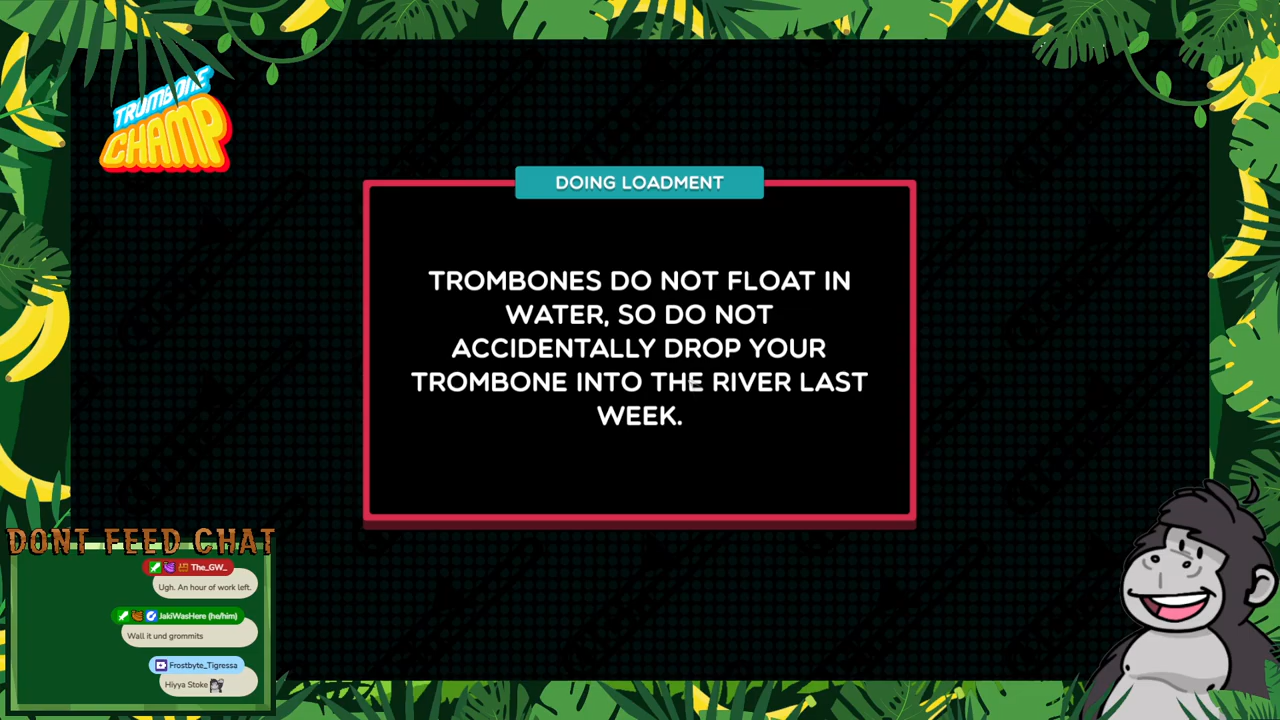 TROMBONE
CHAMP
DOING LOADMENT
TROMBONES DO NOT FLOAT IN
WATER, SO DO NOT
ACCIDENTALLY DROP YOUR
TROMBONE INTO THE RIVER LAST
WEEK.
DONT FEED CHAT
The_GW_
Ugh. An hour of work left.
JakiWasHere (he/him)
Wall it und grommits
Frostbyte_Tigressa
Hiyya Stoke